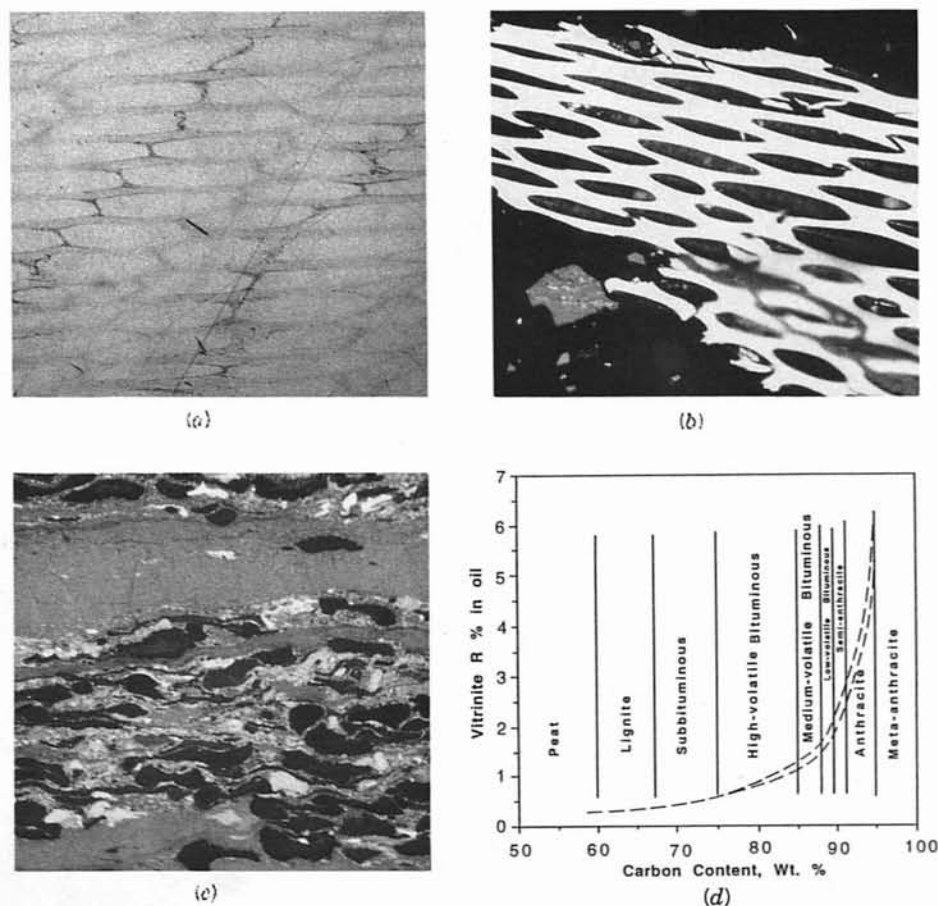 (a)
(b)
(c)
Vitrinite R % in oil
7
6
5
4
3
2
1
0
Peat
Lignite
Subbituminous
High-volatile Bituminous
Medium-volatile Bituminous
Low-volatile Bituminous
Semi-anthracite
Anthracite
Meta-anthracite
50 60 70 80 90 100
Carbon Content, Wt. %
(d)